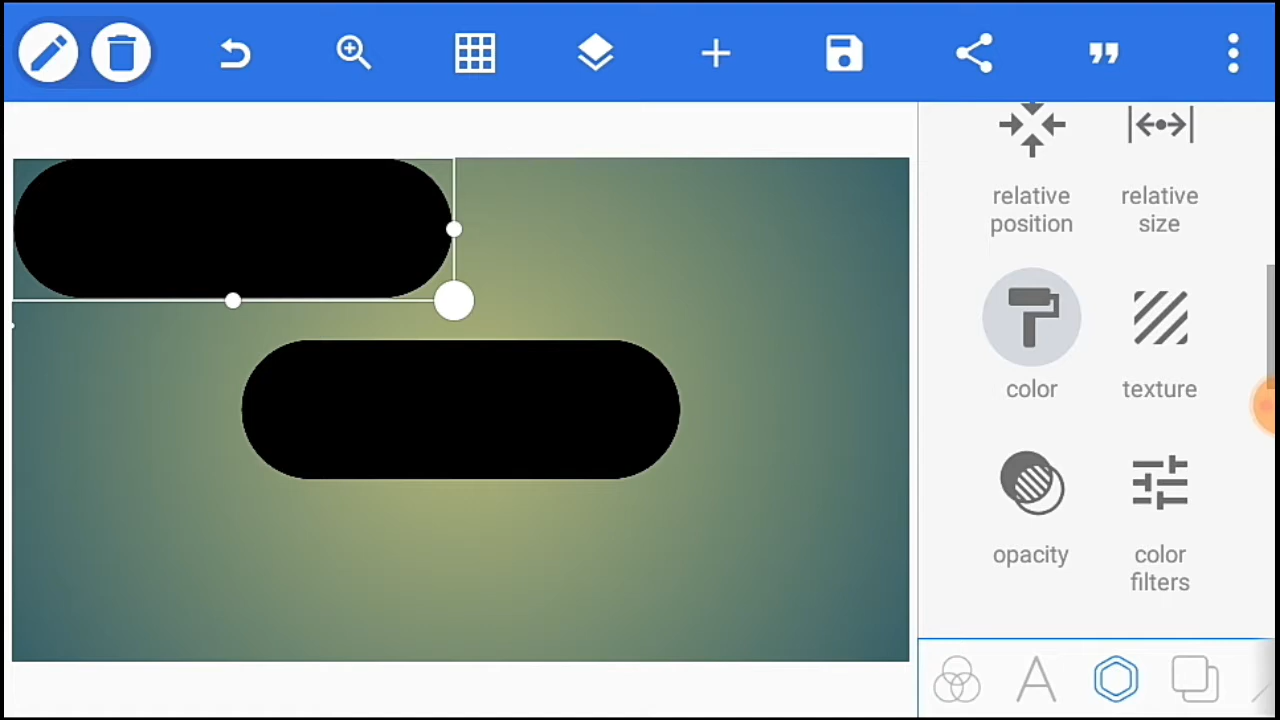 relative
position
relative
size
color
texture
opacity
color
filters